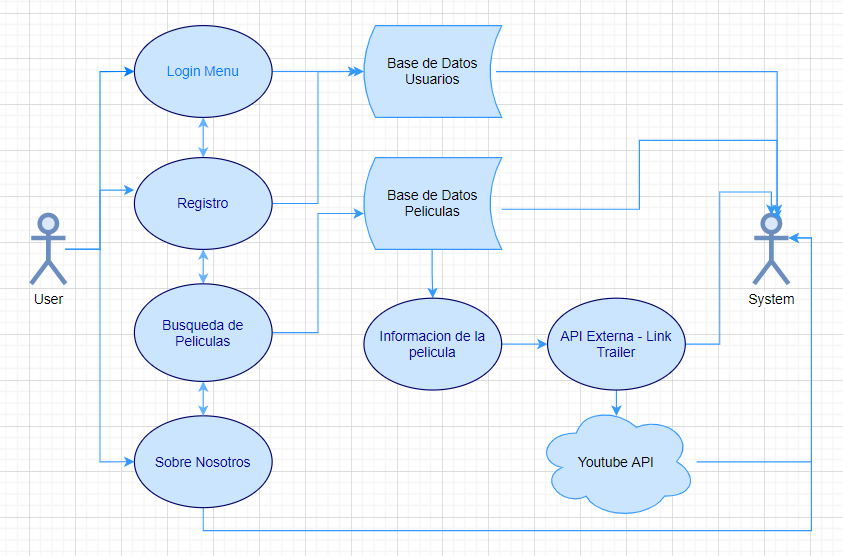 Login Menu
Base de Datos
Usuarios
Registro
Base de Datos
Peliculas
User
System
Busqueda de
Peliculas
Informacion de la
pelicula
API Externa - Link
Trailer
Sobre Nosotros
Youtube API